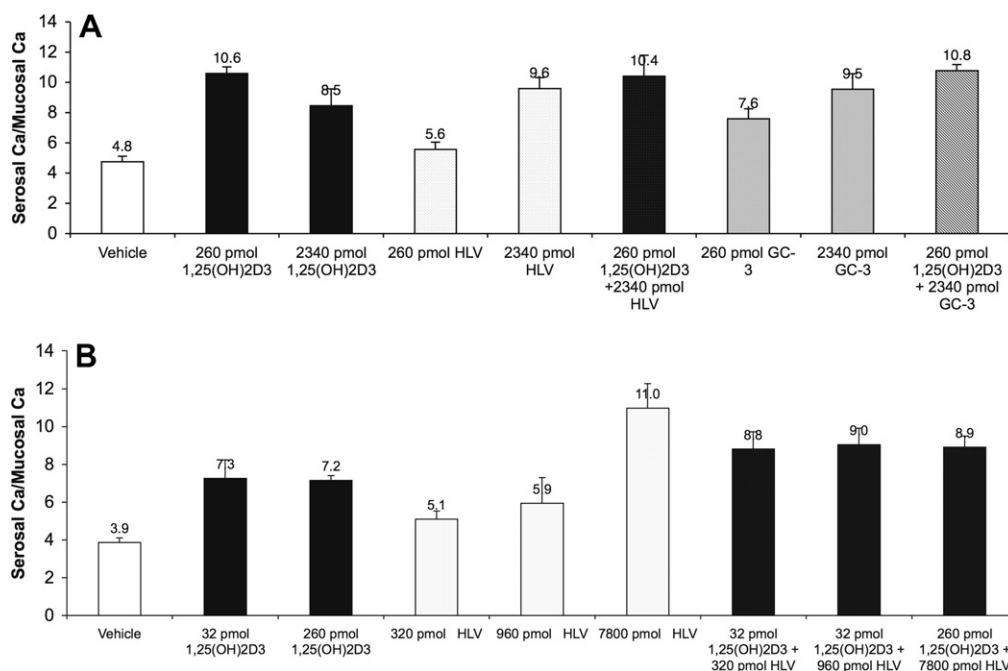 A
Serosal Ca/Mucosal Ca
14
12
10
8
6
4
2
0
4.8
10.6
8.5
5.6
9.6
10.4
7.6
9.5
10.8
Vehicle
260 pmol
1,25(OH)2D3
2340 pmol
1,25(OH)2D3
260 pmol HLV
2340 pmol
HLV
260 pmol
1,25(OH)2D3
+2340 pmol
HLV
260 pmol GC-
3
2340 pmol
GC-3
260 pmol
1,25(OH)2D3
+ 2340 pmol
GC-3
B
Serosal Ca/Mucosal Ca
14
12
10
8
6
4
2
0
3.9
7.3
7.2
5.1
5.9
11.0
8.8
9.0
8.9
Vehicle
32 pmol
1,25(OH)2D3
260 pmol
1,25(OH)2D3
320 pmol HLV
960 pmol HLV
7800 pmol HLV
32 pmol
1,25(OH)2D3 +
320 pmol HLV
32 pmol
1,25(OH)2D3 +
960 pmol HLV
260 pmol
1,25(OH)2D3 +
7800 pmol HLV